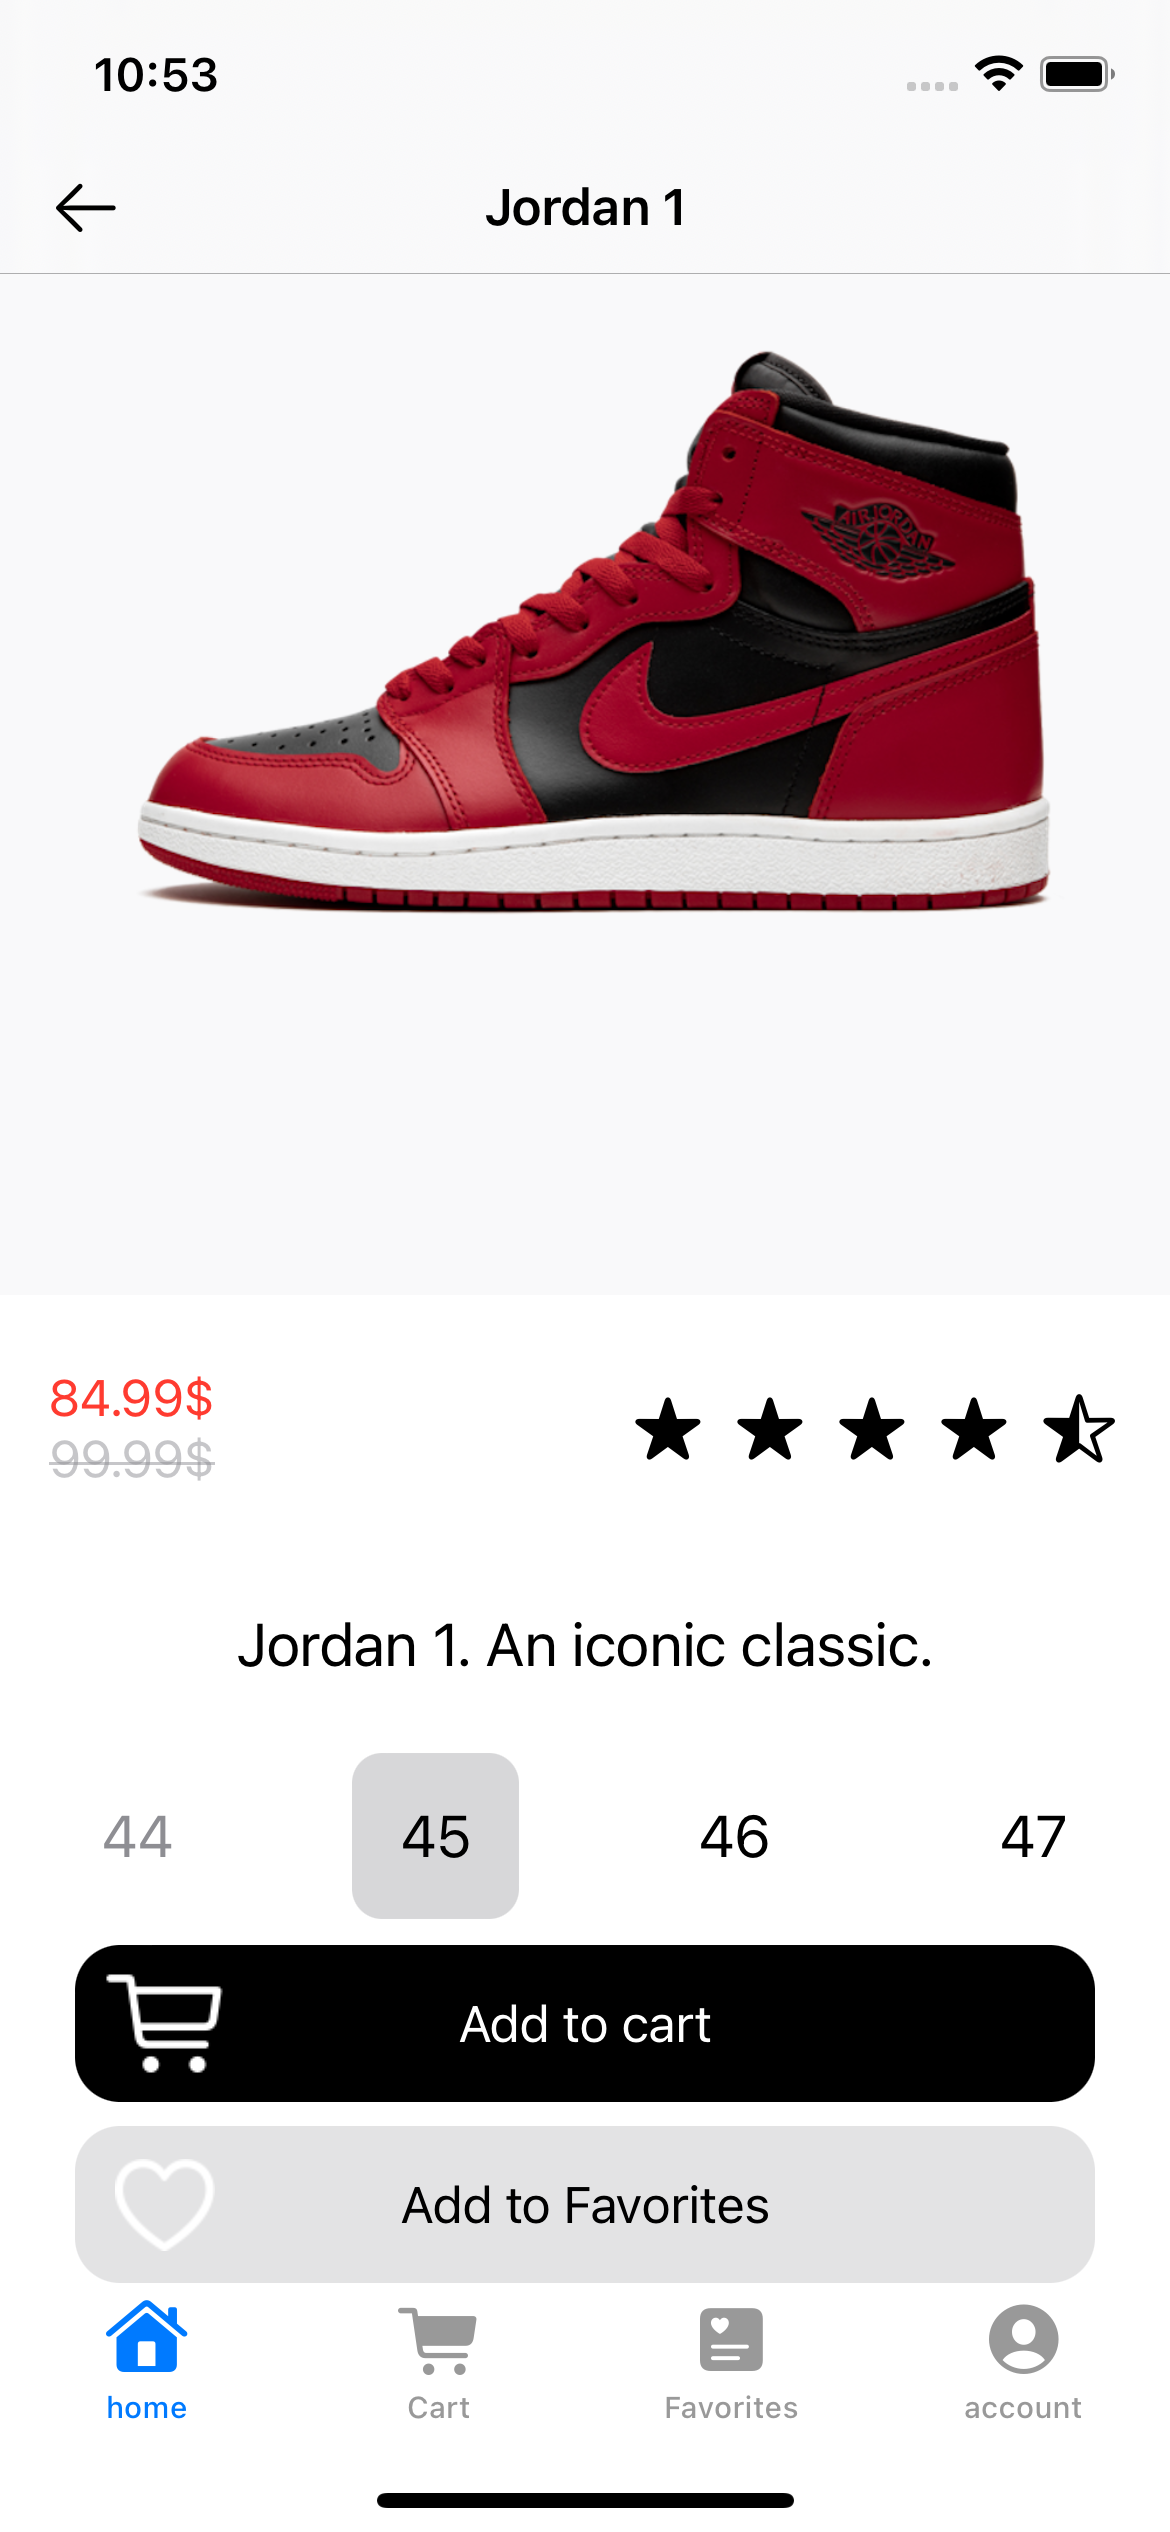 10:53
Jordan 1
AIR JORDAN
84.99$
99.99$
Jordan 1. An iconic classic.
44 45 46 47
Add to cart
Add to Favorites
home Cart Favorites account